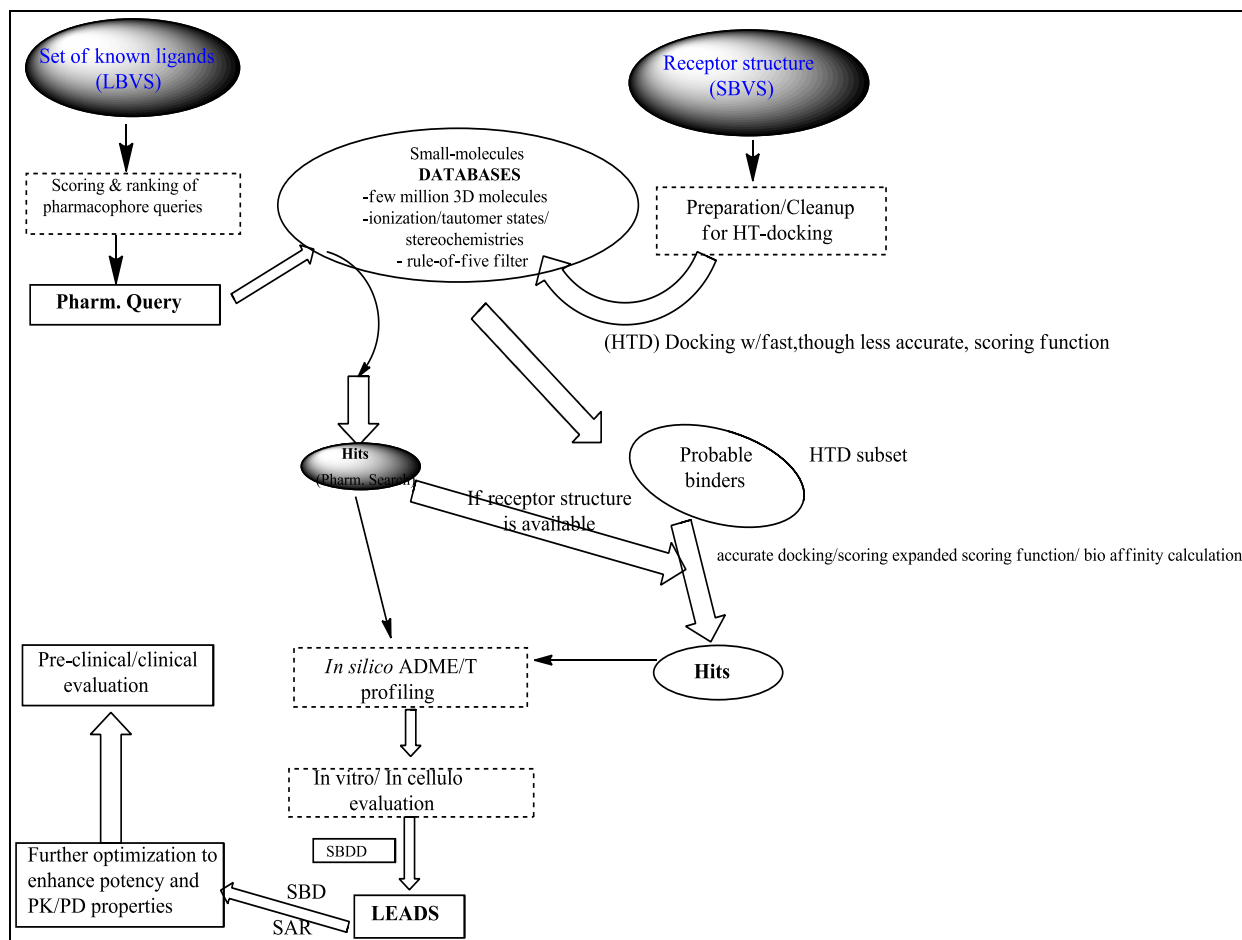 Set of known ligands
(LBVS)
Receptor structure
(SBVS)
Small-molecules
DATABASES
-few million 3D molecules
-ionization/tautomer states/
stereochemistries
- rule-of-five filter
Scoring & ranking of
pharmacophore queries
Preparation/Cleanup
for HT-docking
Pharm. Query
(HTD) Docking w/fast,though less accurate, scoring function
Hits
(Pharm. Search)
Probable
binders
HTD subset
If receptor structure
is available
accurate docking/scoring expanded scoring function/ bio affinity calculation
Pre-clinical/clinical
evaluation
In silico ADME/T
profiling
Hits
In vitro/ In cellulo
evaluation
SBDD
Further optimization to
enhance potency and
PK/PD properties
SBD
SAR
LEADS